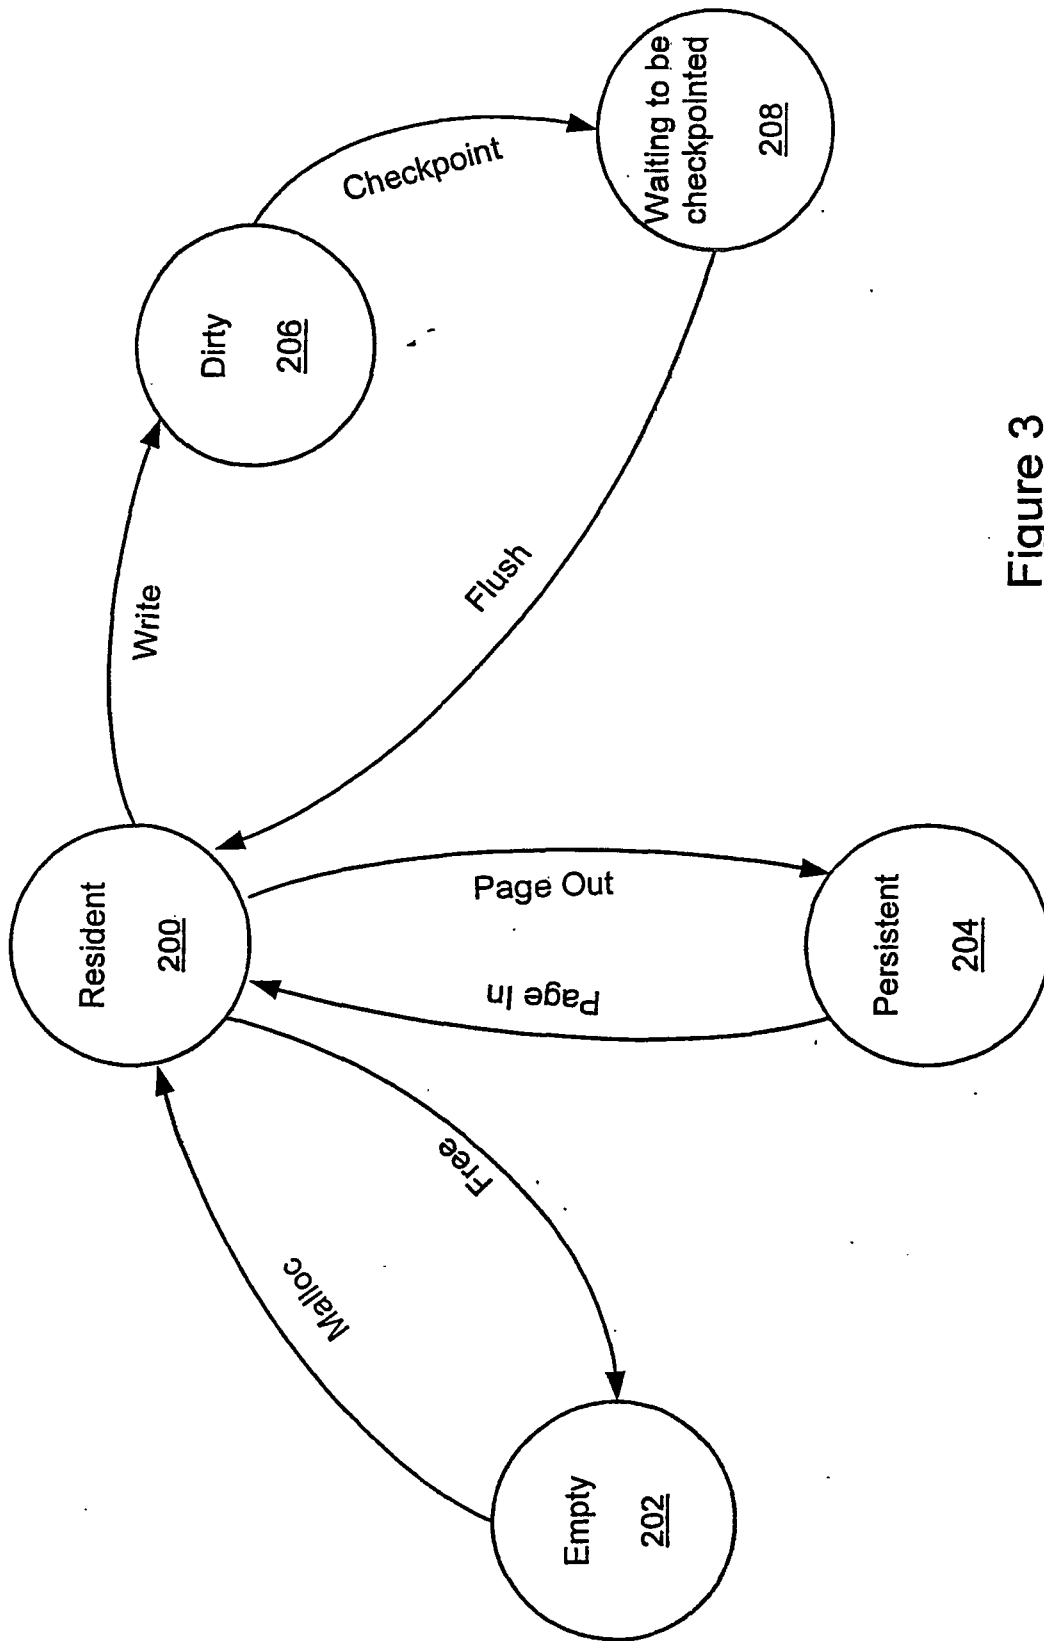 Resident
200
Write
Dirty
206
Checkpoint
Waiting to be
checkpointed
208
Flush
Page Out
Page In
Persistent
204
Free
Malloc
Empty
202
Figure 3